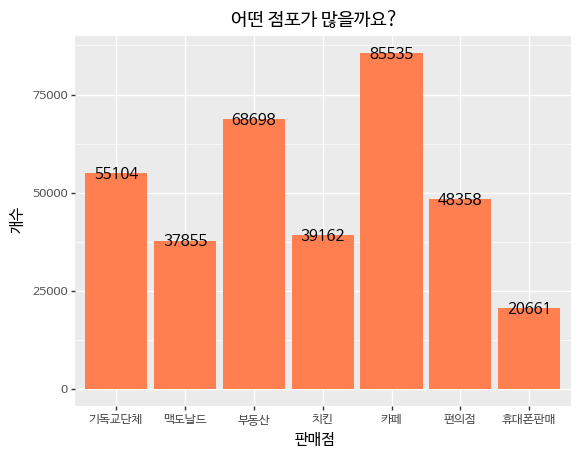 어떤 점포가 많을까요?
85535
75000
68698
55104
50000
48358
39162
37855
25000
20661
0
개수
기독교단체 맥도날드 부동산 치킨 카페 편의점 휴대폰판매
판매점